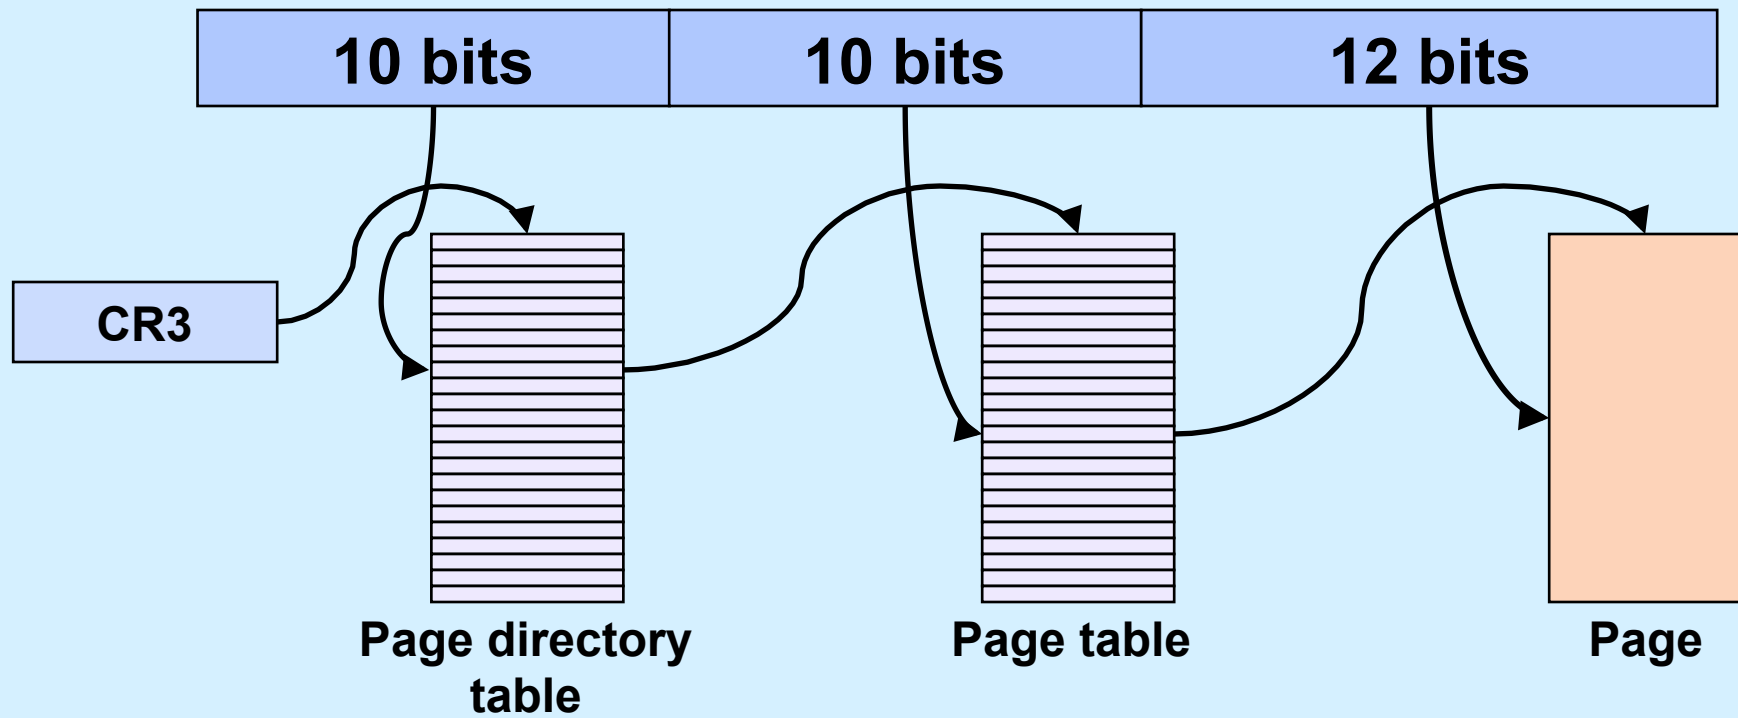 10 bits
10 bits
12 bits
CR3
Page directory
table
Page table
Page